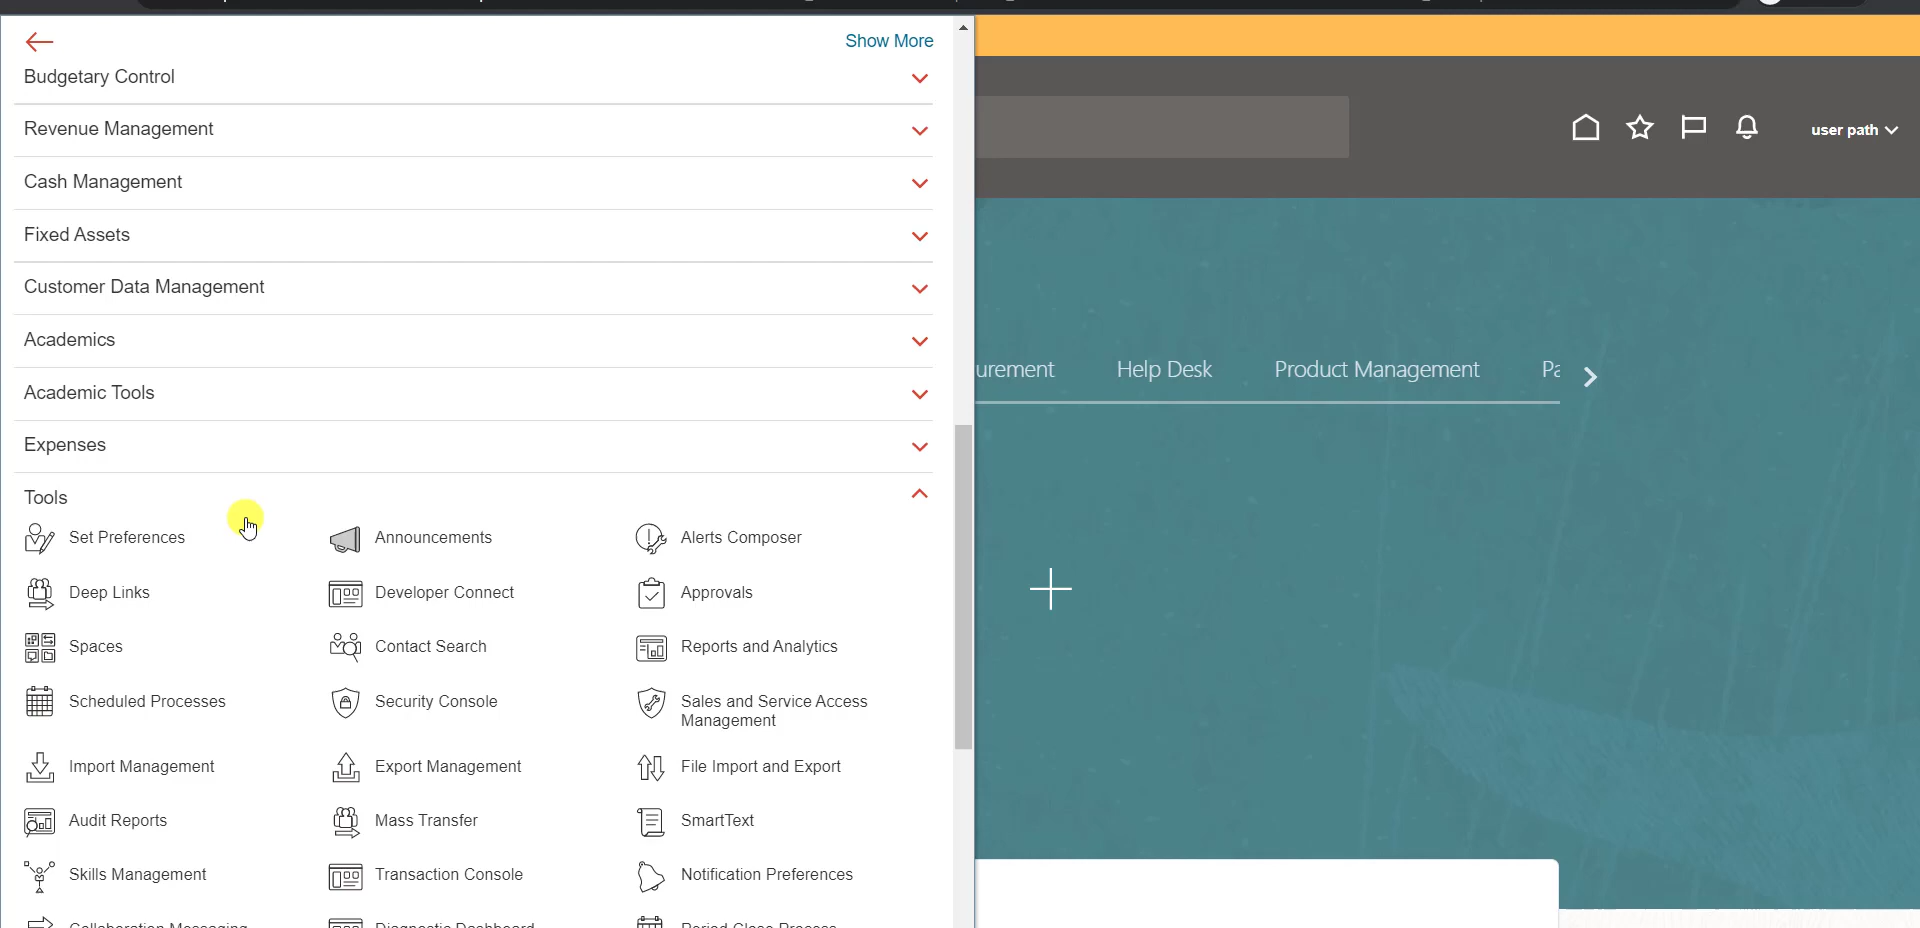 Show More
Budgetary Control
Revenue Management
Cash Management
Fixed Assets
Customer Data Management
Academics
Academic Tools
Expenses
Tools
Set Preferences
Announcements
Alerts Composer
Deep Links
Developer Connect
Approvals
Spaces
Contact Search
Reports and Analytics
Scheduled Processes
Security Console
Sales and Service Access
Management
Import Management
Export Management
File Import and Export
Audit Reports
Mass Transfer
SmartText
Skills Management
Transaction Console
Notification Preferences
Collaboration Messaging
Diagnostic Dashboard
Period Close Process
user path
urement
Help Desk
Product Management
Pa